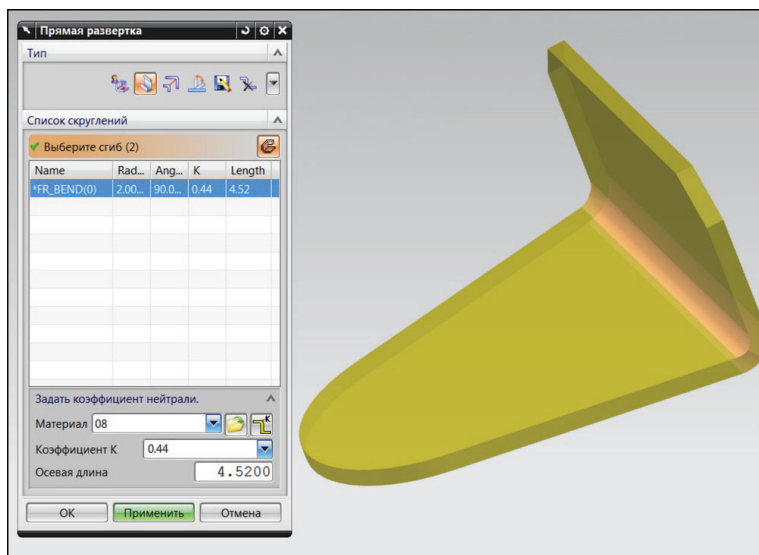 Прямая развертка
Тип
Список скруглений
Выберите сгиб (2)
Name Rad... Ang... K Length
*FR_BEND(0) 2.00... 90.0... 0.44 4.52
Задать коэффициент нейтрали.
Материал 08
K
Коэффициент K 0.44
Осевая длина 4.5200
OK Применить Отмена